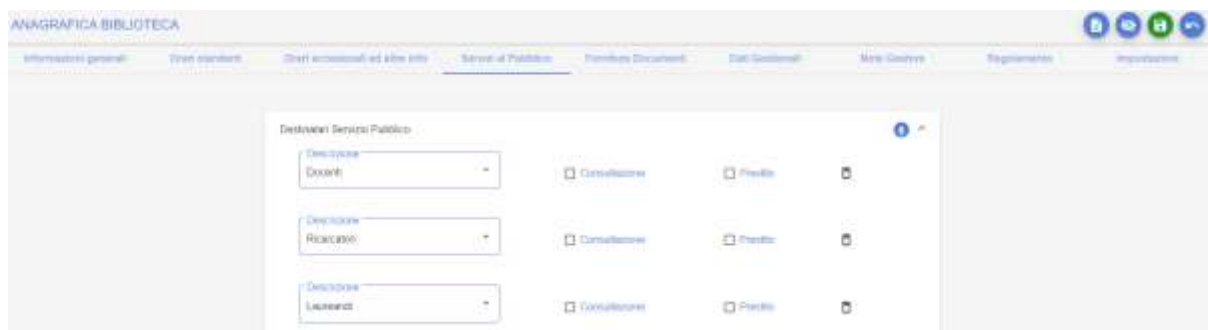 ANAGRAFICA BIBLIOTECA
Informazioni generali Orari standard Orari eccezionali ed altre info Servizi al Pubblico Fornitura Documenti Dati Gestionali Note Gestore Regolamento Impostazioni
Destinatari Servizio Pubblico
Descrizione
Docenti Consultazione Prestito
Descrizione
Ricercatori Consultazione Prestito
Descrizione
Laureandi Consultazione Prestito